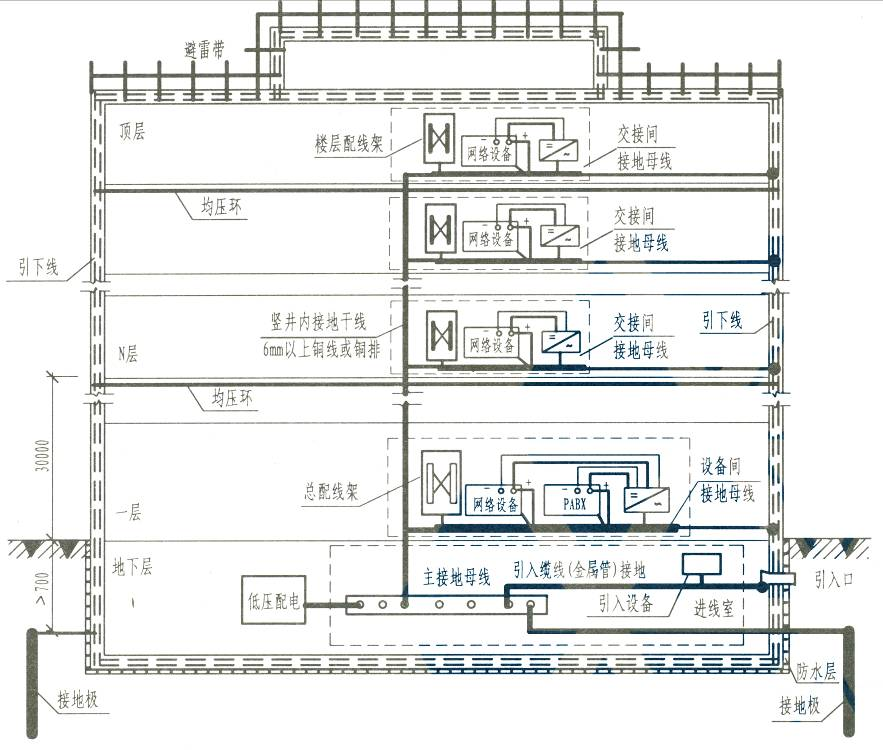 避雷带
顶层
楼层配线架
-
+
网络设备
=
~
交接间
接地母线
均压环
-
+
网络设备
=
~
交接间
接地母线
引下线
竖井内接地干线
6mm以上铜线或铜排
N层
-
+
网络设备
=
~
交接间
接地母线
引下线
均压环
30000
总配线架
-
+
网络设备
-
+
PABX
=
~
设备间
接地母线
一层
地下层
>700
低压配电
主接地母线
引入缆线(金属管)接地
引入设备
进线室
引入口
防水层
接地极
接地极